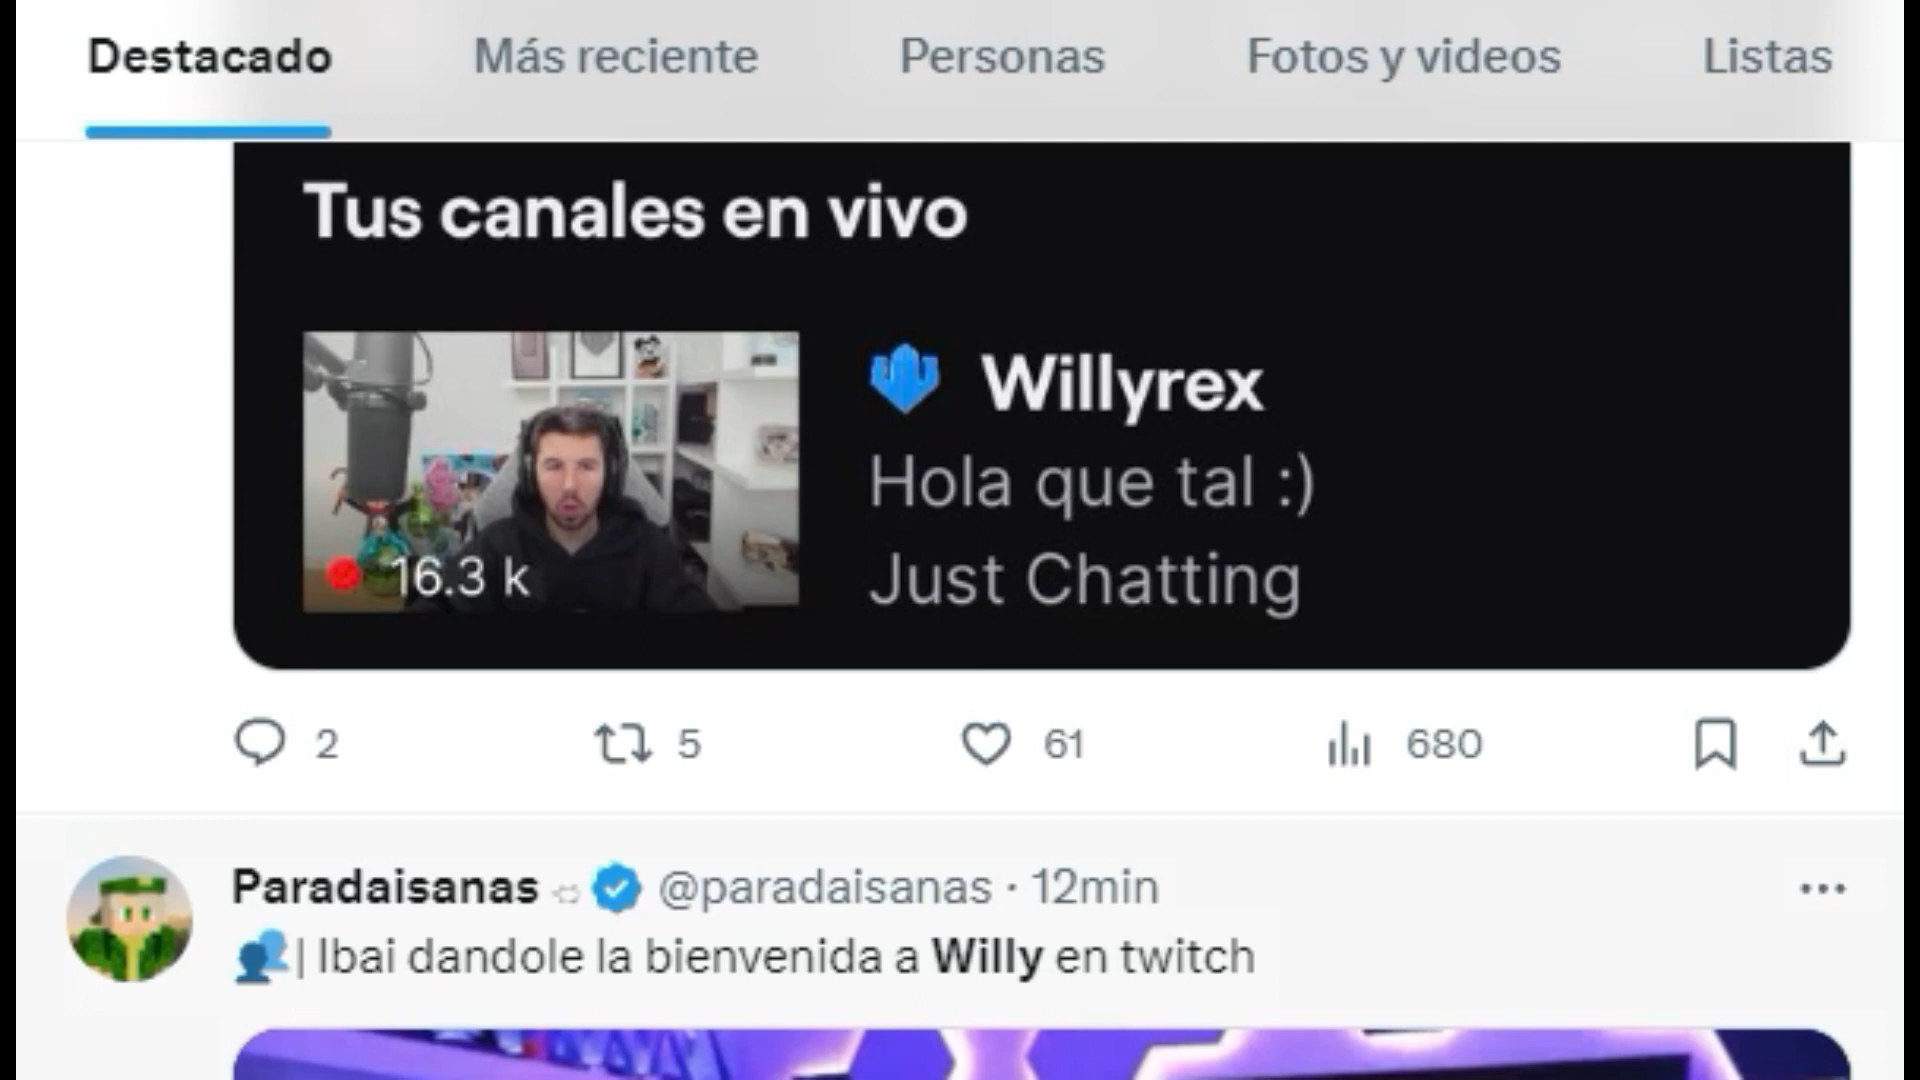 Destacado Más reciente Personas Fotos y videos Listas
Tus canales en vivo
Willyrex
Hola que tal :)
16.3 k
Just Chatting
2 5 61 680
Paradaisanas @paradaisanas · 12min
| Ibai dandole la bienvenida a Willy en twitch